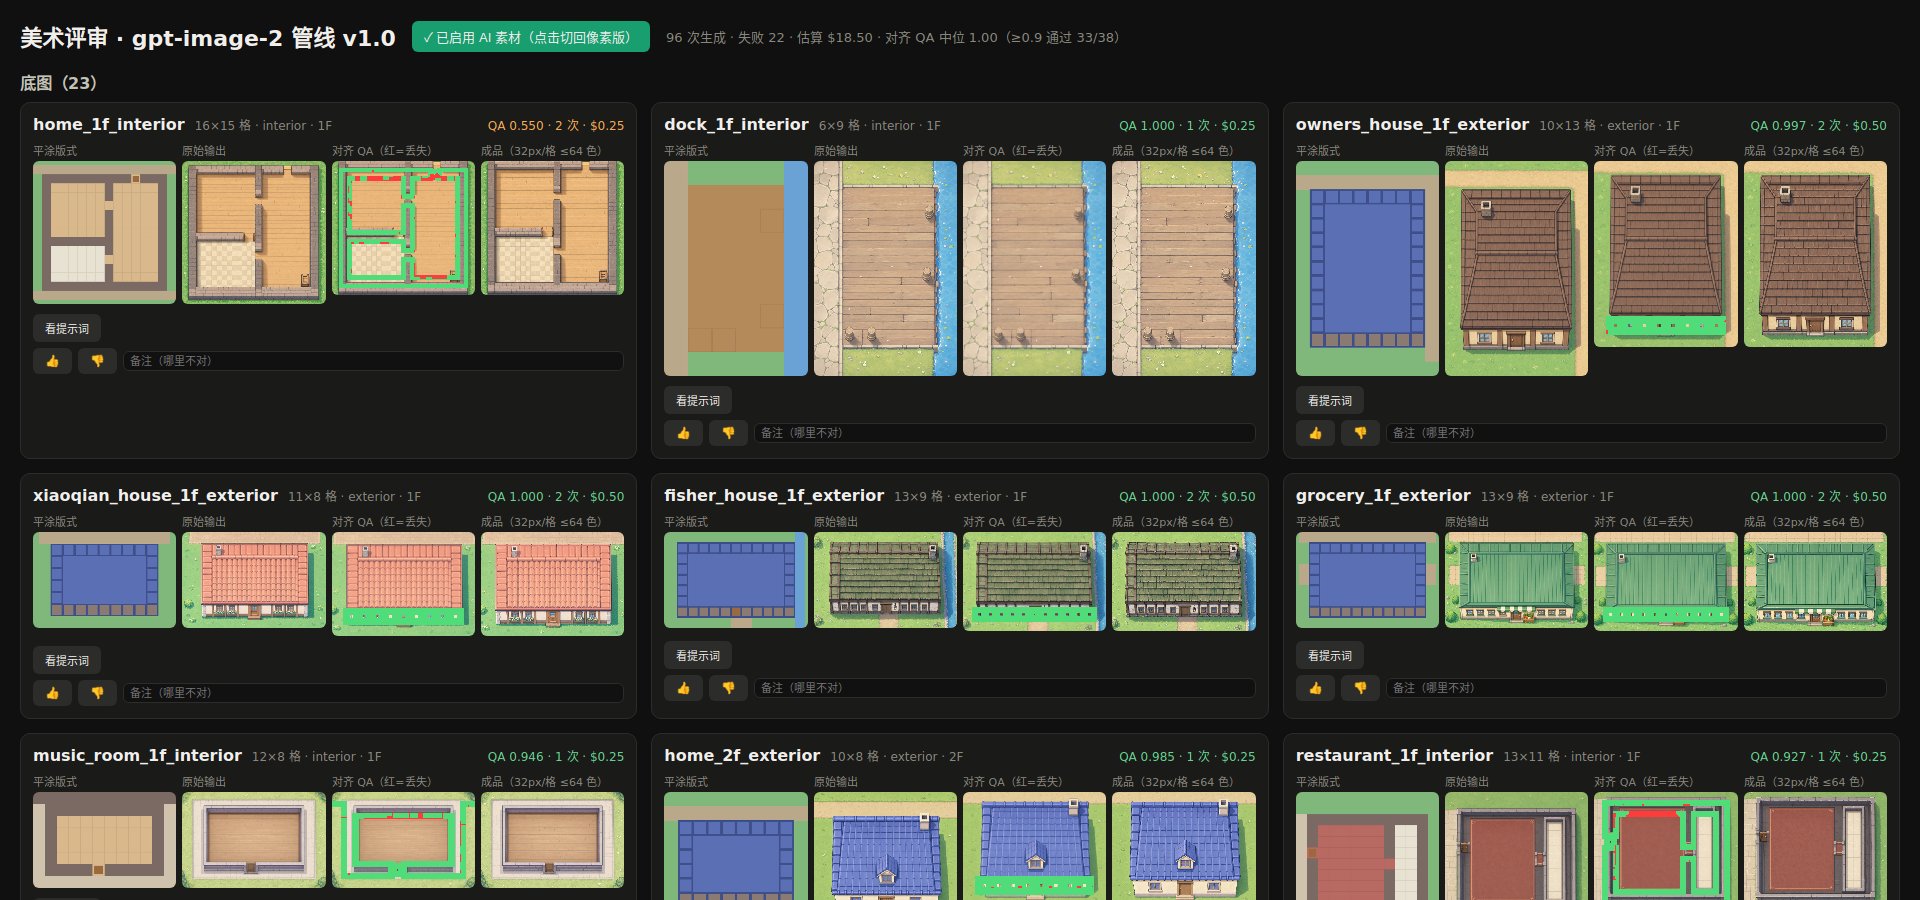 美术评审 · gpt-image-2 管线 v1.0
✓ 已启用 AI 素材（点击切回像素版）
96 次生成 · 失败 22 · 估算 $18.50 · 对齐 QA 中位 1.00（≥0.9 通过 33/38）
底图（23）
home_1f_interior 16×15 格 · interior · 1F QA 0.550 · 2 次 · $0.25
平涂版式 原始输出 对齐 QA（红=丢失） 成品（32px/格 ≤64 色）
看提示词
👍 👎 备注（哪里不对）
dock_1f_interior 6×9 格 · interior · 1F QA 1.000 · 1 次 · $0.25
平涂版式 原始输出 对齐 QA（红=丢失） 成品（32px/格 ≤64 色）
看提示词
👍 👎 备注（哪里不对）
owners_house_1f_exterior 10×13 格 · exterior · 1F QA 0.997 · 2 次 · $0.50
平涂版式 原始输出 对齐 QA（红=丢失） 成品（32px/格 ≤64 色）
看提示词
👍 👎 备注（哪里不对）
xiaoqian_house_1f_exterior 11×8 格 · exterior · 1F QA 1.000 · 2 次 · $0.50
平涂版式 原始输出 对齐 QA（红=丢失） 成品（32px/格 ≤64 色）
看提示词
👍 👎 备注（哪里不对）
fisher_house_1f_exterior 13×9 格 · exterior · 1F QA 1.000 · 2 次 · $0.50
平涂版式 原始输出 对齐 QA（红=丢失） 成品（32px/格 ≤64 色）
看提示词
👍 👎 备注（哪里不对）
grocery_1f_exterior 13×9 格 · exterior · 1F QA 1.000 · 2 次 · $0.50
平涂版式 原始输出 对齐 QA（红=丢失） 成品（32px/格 ≤64 色）
看提示词
👍 👎 备注（哪里不对）
music_room_1f_interior 12×8 格 · interior · 1F QA 0.946 · 1 次 · $0.25
平涂版式 原始输出 对齐 QA（红=丢失） 成品（32px/格 ≤64 色）
home_2f_exterior 10×8 格 · exterior · 2F QA 0.985 · 1 次 · $0.25
平涂版式 原始输出 对齐 QA（红=丢失） 成品（32px/格 ≤64 色）
restaurant_1f_interior 13×11 格 · interior · 1F QA 0.927 · 1 次 · $0.25
平涂版式 原始输出 对齐 QA（红=丢失） 成品（32px/格 ≤64 色）